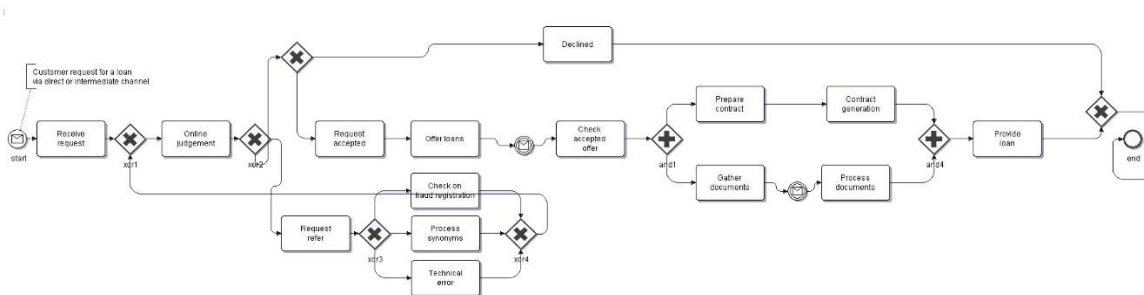 Declined
Customer request for a loan
via direct or intermediate channel
Prepare
contract
Contract
generation
Receive
request
Online
judgement
Request
accepted
Offer loans
Check
accepted
offer
Provide
loan
start
xor1
xor2
and1
and4
end
Gather
documents
Process
documents
Check on
fraud registration
Request
refer
Process
synonyms
xor3
xor4
Technical
error